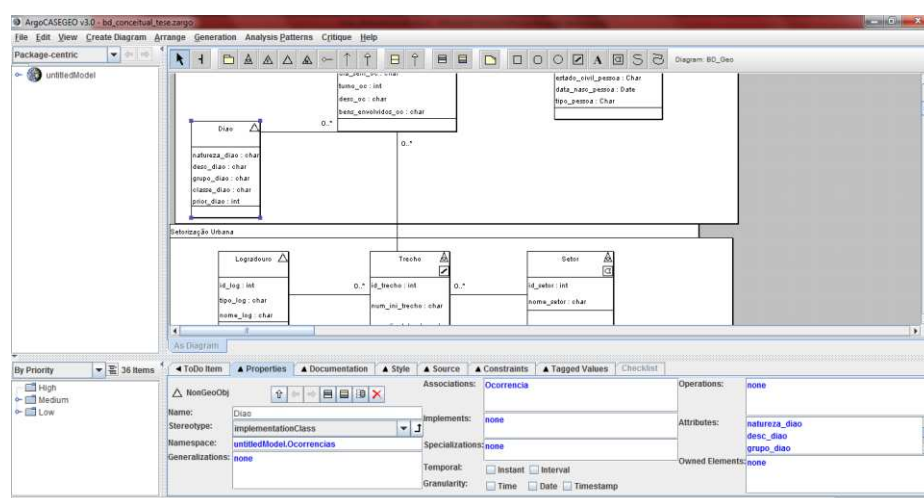 ArgoCASEGEO v3.0 - bd_conceitual_tese.zargo
File Edit View Create Diagram Arrange Generation Analysis Patterns Critique Help
Package-centric
Diagram: BD_Geo
untitledModel
turno_oc : int
desc_oc : char
bens_envolvidos_oc : char
estado_civil_pessoa : Char
data_nasc_pessoa : Date
tipo_pessoa : Char
0..*
0..*
Diao
natureza_diao : char
desc_diao : char
grupo_diao : char
classe_diao : char
prior_diao : int
Setorização Urbana
Logradouro
Trecho
Setor
id_log : int
tipo_log : char
nome_log : char
0..*
id_trecho : int
num_ini_trecho : char
0..*
id_setor : int
nome_setor : char
As Diagram
By Priority
36 Items
High
Medium
Low
ToDo Item
Properties
Documentation
Style
Source
Constraints
Tagged Values
Checklist
NonGeoObj
Name: Diao
Stereotype: implementationClass
Namespace: untitledModel.Ocorrencias
Generalizations: none
Associations: Ocorrencia
Implements: none
Specializations: none
Temporal: Instant Interval
Granularity: Time Date Timestamp
Operations: none
Attributes: natureza_diao
desc_diao
grupo_diao
Owned Elements: none